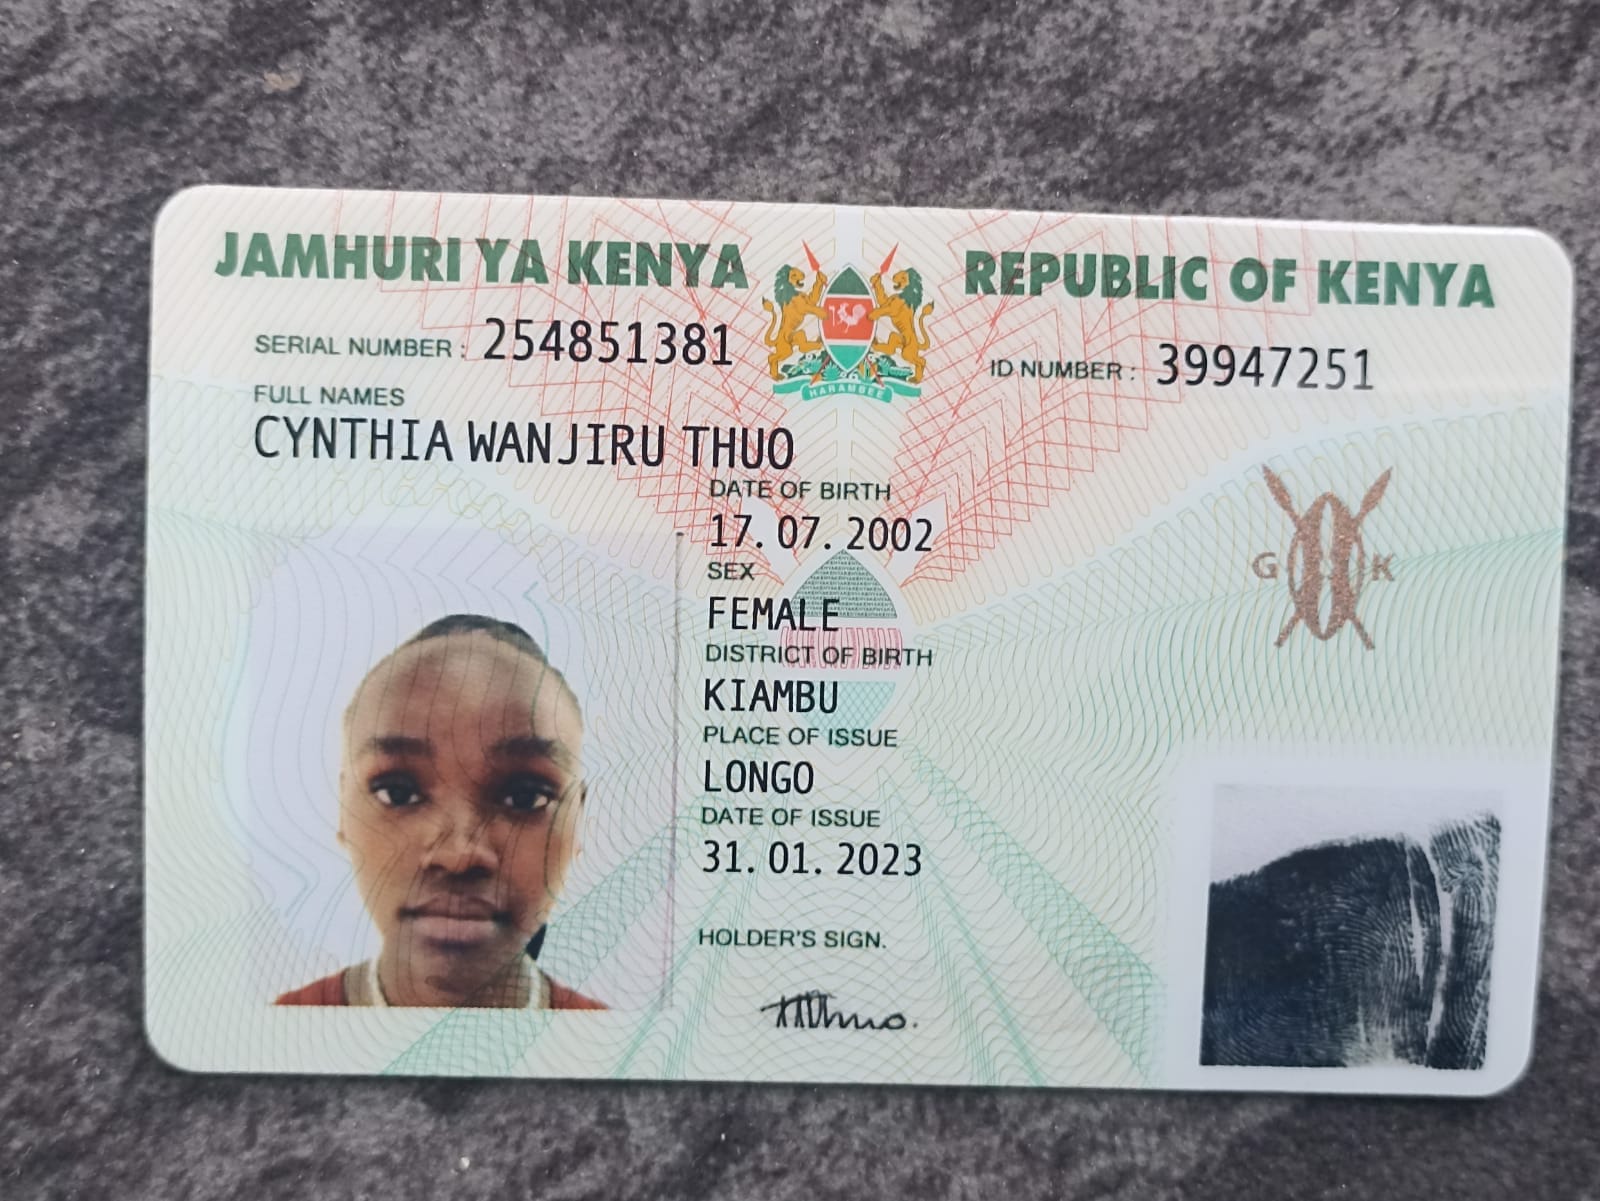 JAMHURI YA KENYA
REPUBLIC OF KENYA
SERIAL NUMBER: 254851381
ID NUMBER: 39947251
HARAMBEE
FULL NAMES
CYNTHIA WANJIRU THUO
DATE OF BIRTH
17. 07. 2002
SEX
FEMALE
G K
DISTRICT OF BIRTH
KIAMBU
PLACE OF ISSUE
LONGO
DATE OF ISSUE
31. 01. 2023
HOLDER'S SIGN.